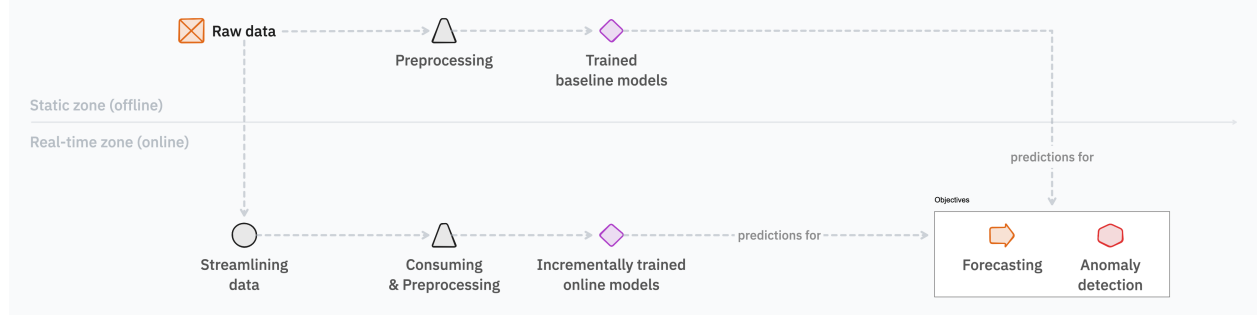 Raw data
Preprocessing
Trained
baseline models
Static zone (offline)
Real-time zone (online)
predictions for
Objectives
Streamlining
data
Consuming
& Preprocessing
Incrementally trained
online models
predictions for
Forecasting
Anomaly
detection